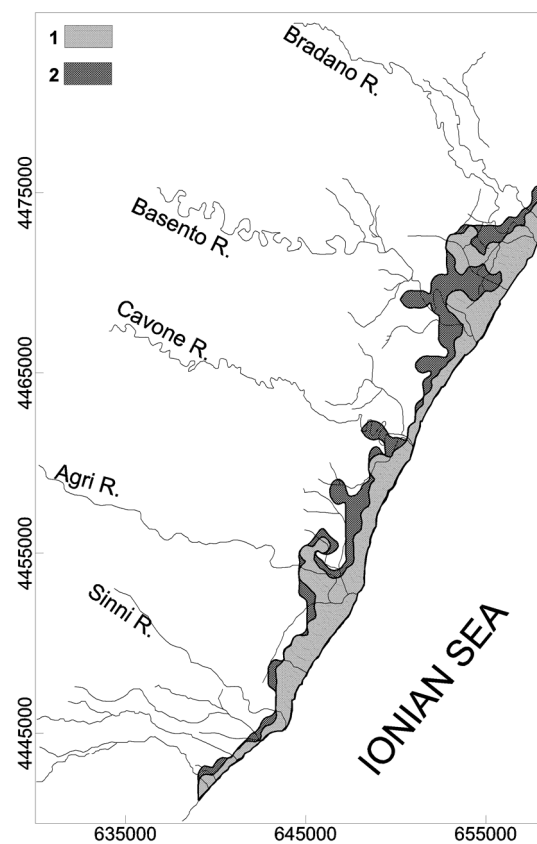 1
2
Bradano R.
Basento R.
Cavone R.
Agri R.
Sinni R.
IONIAN SEA
4475000
4465000
4455000
4445000
635000
645000
655000